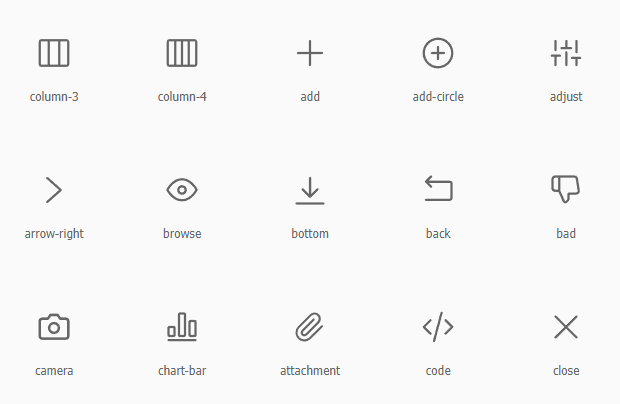 column-3
column-4
add
add-circle
adjust
arrow-right
browse
bottom
back
bad
camera
chart-bar
attachment
code
close